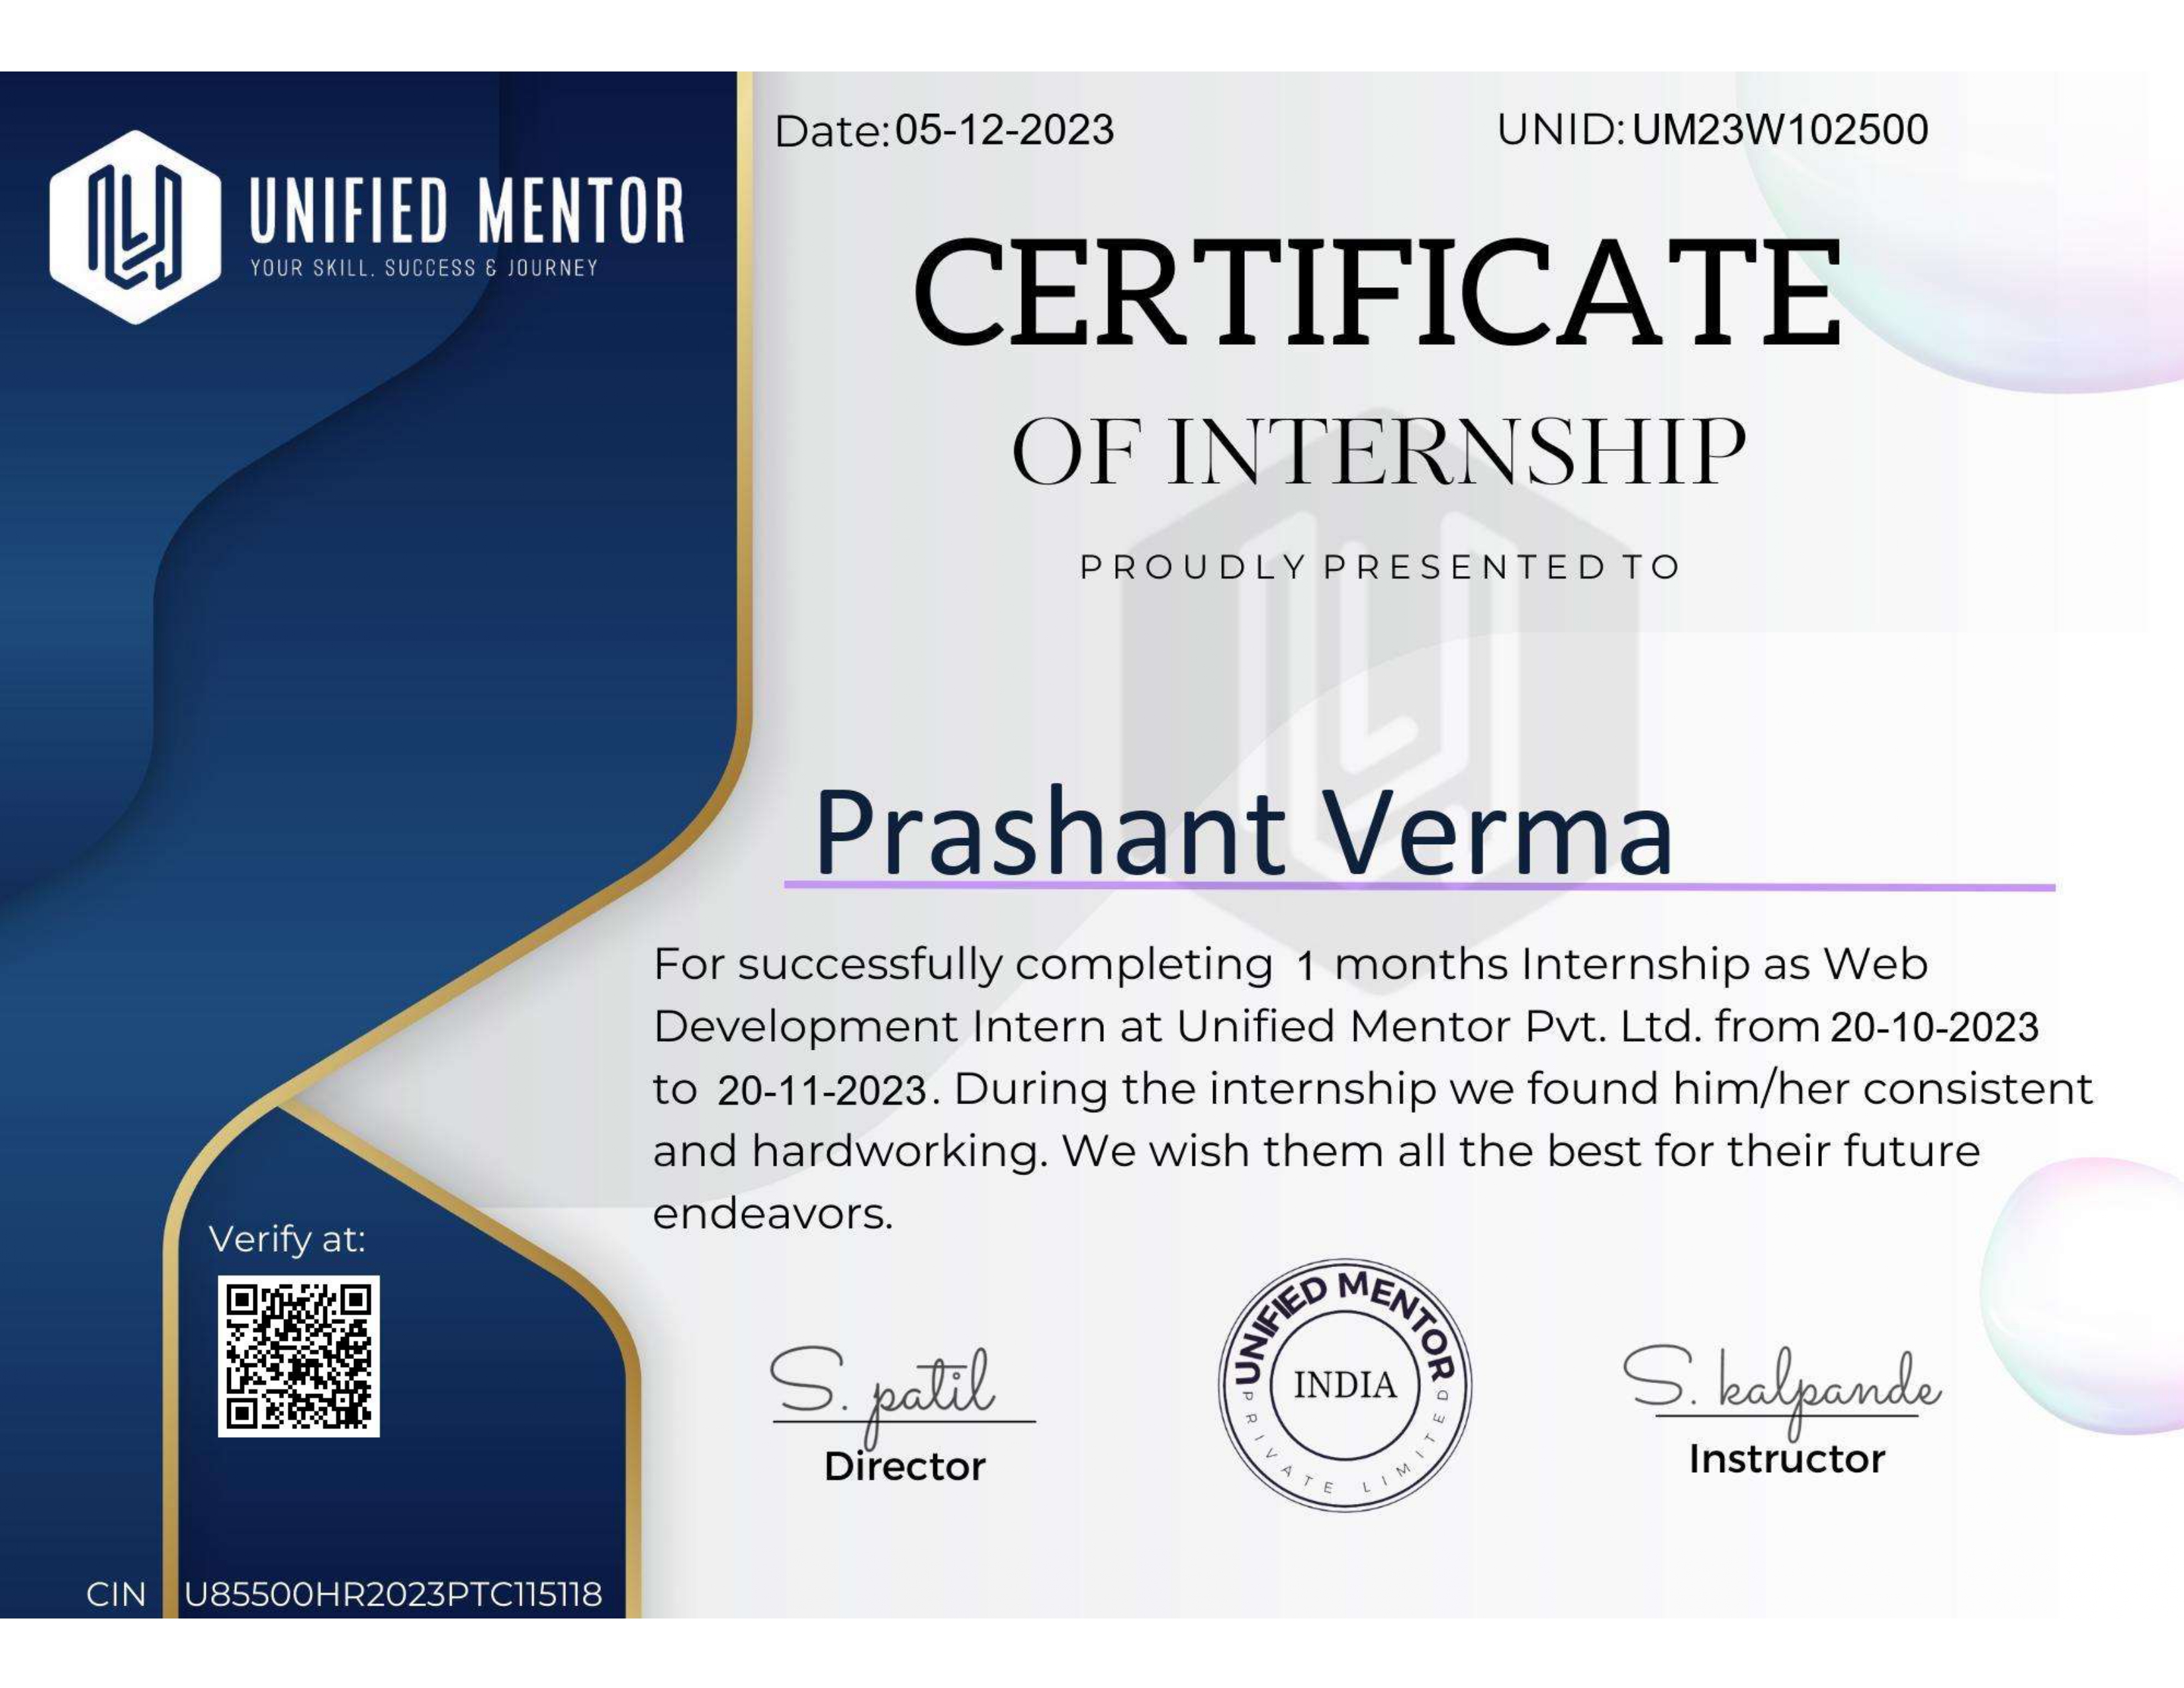 UNIFIED MENTOR
YOUR SKILL. SUCCESS & JOURNEY
Date:05-12-2023
UNID:UM23W102500
CERTIFICATE
OF INTERNSHIP
PROUDLY PRESENTED TO
Prashant Verma
For successfully completing 1 months Internship as Web
Development Intern at Unified Mentor Pvt. Ltd. from 20-10-2023
to 20-11-2023. During the internship we found him/her consistent
and hardworking. We wish them all the best for their future
endeavors.
Verify at:
S. patil
Director
UNIFIED MENTOR
INDIA
PRIVATE LIMITED
S. kalpande
Instructor
CIN U85500HR2023PTC115118